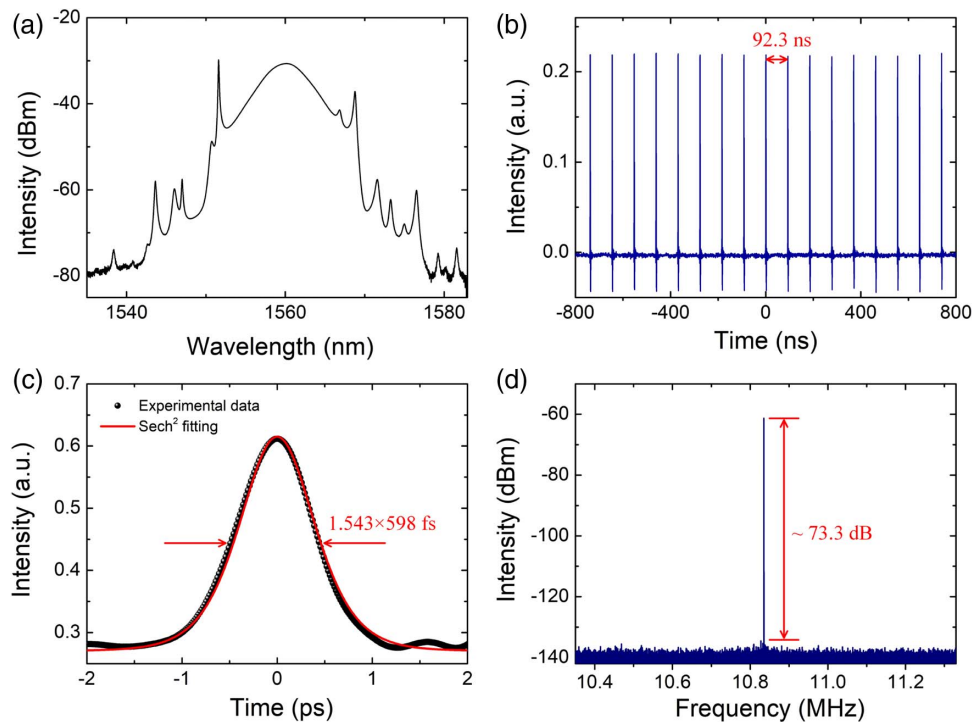 (a)
-20
-40
-60
-80
Intensity (dBm)
1540
1560
1580
Wavelength (nm)
(b)
92.3 ns
0.2
0.1
0.0
Intensity (a.u.)
-800
-400
0
400
800
Time (ns)
(c)
0.7
0.6
0.5
0.4
0.3
Intensity (a.u.)
Experimental data
Sech² fitting
1.543×598 fs
-2
-1
0
1
2
Time (ps)
(d)
-60
-80
-100
-120
-140
Intensity (dBm)
~ 73.3 dB
10.4
10.6
10.8
11.0
11.2
Frequency (MHz)